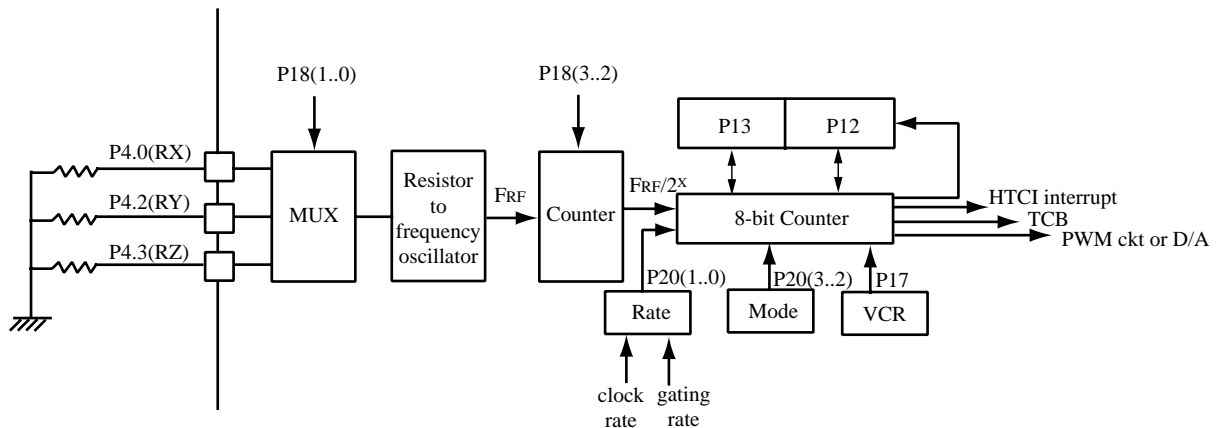 P18(1..0)
P18(3..2)
P13
P12
P4.0(RX)
P4.2(RY)
P4.3(RZ)
MUX
Resistor
to
frequency
oscillator
FRF
Counter
FRF/2X
8-bit Counter
HTCI interrupt
TCB
PWM ckt or D/A
P20(1..0)
P20(3..2)
P17
Rate
Mode
VCR
clock
rate
gating
rate